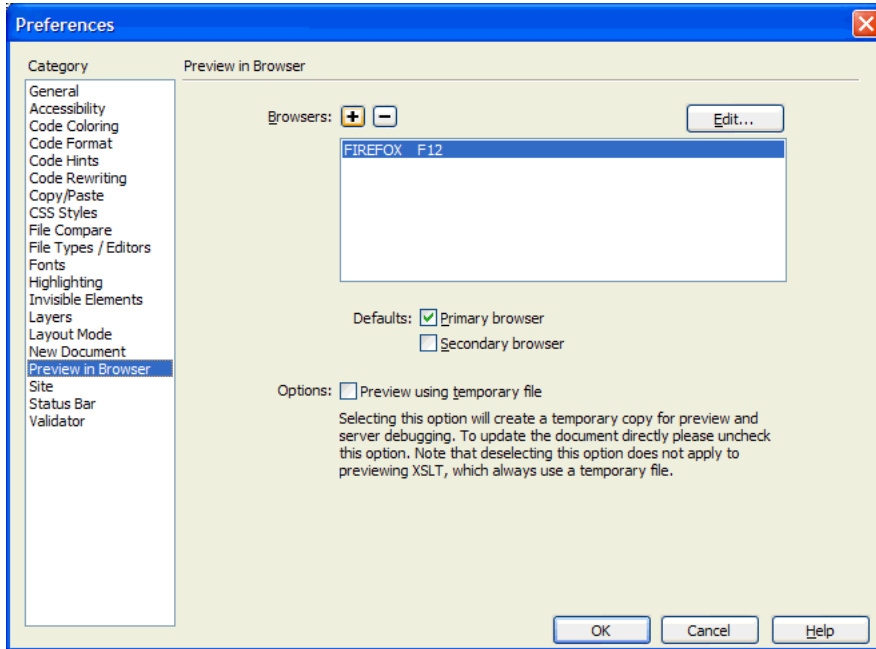 Preferences
Category
Preview in Browser
General
Accessibility
Code Coloring
Code Format
Code Hints
Code Rewriting
Copy/Paste
CSS Styles
File Compare
File Types / Editors
Fonts
Highlighting
Invisible Elements
Layers
Layout Mode
New Document
Preview in Browser
Site
Status Bar
Validator
Browsers:
Edit...
FIREFOX F12
Defaults: Primary browser
Secondary browser
Options: Preview using temporary file
Selecting this option will create a temporary copy for preview and
server debugging. To update the document directly please uncheck
this option. Note that deselecting this option does not apply to
previewing XSLT, which always use a temporary file.
OK Cancel Help